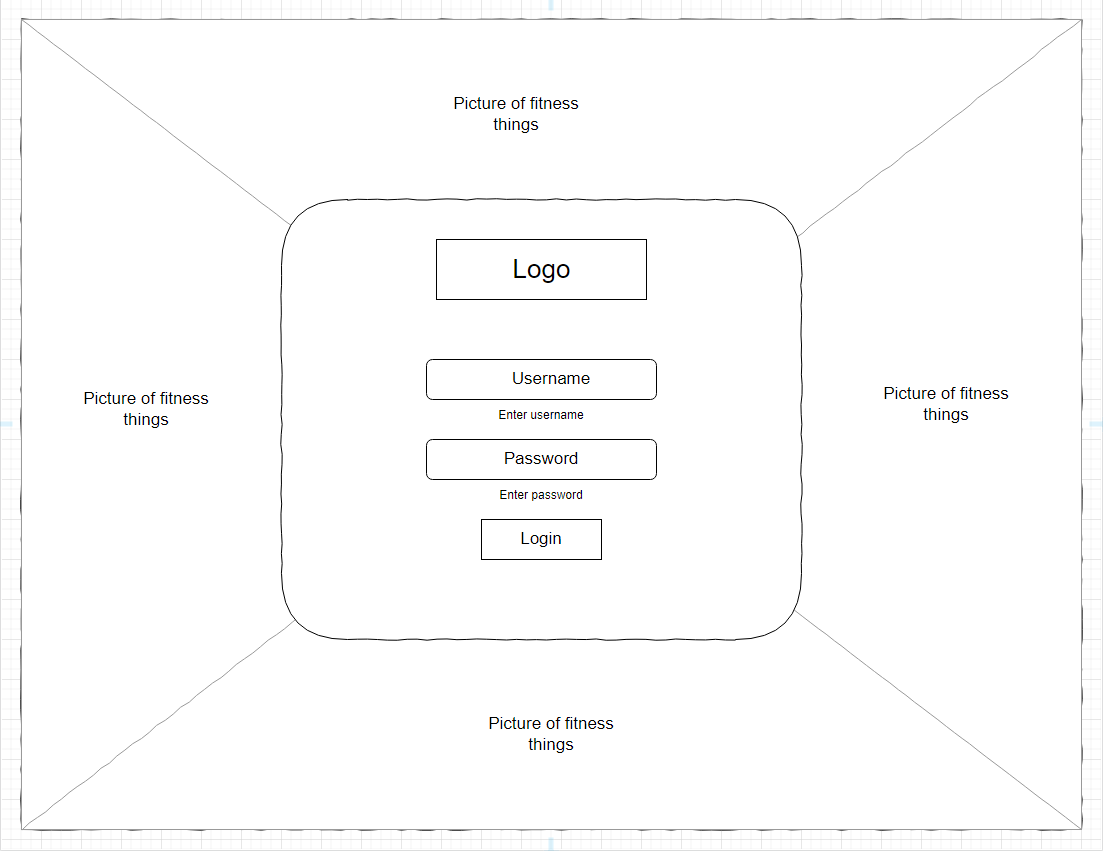 Picture of fitness
things
Logo
Username
Enter username
Picture of fitness
things
Picture of fitness
things
Password
Enter password
Login
Picture of fitness
things